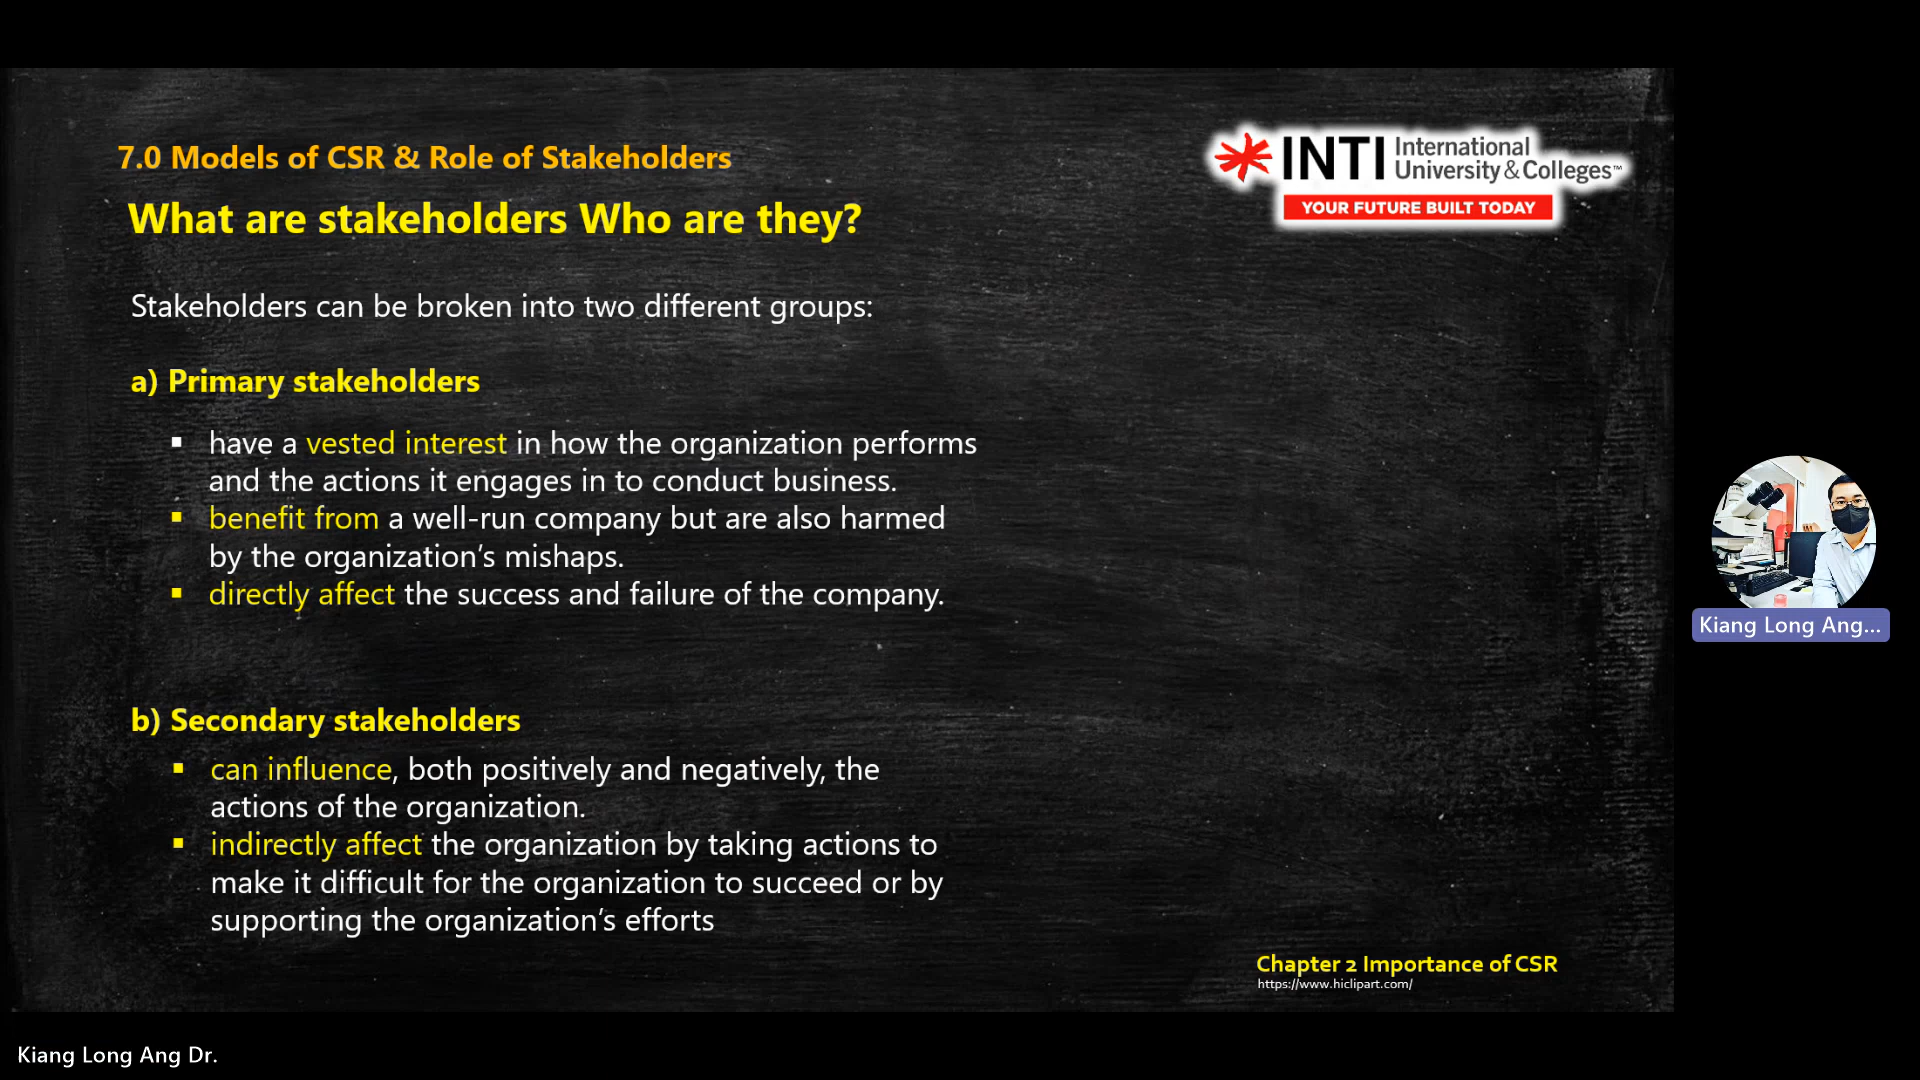 7.0 Models of CSR & Role of Stakeholders
What are stakeholders Who are they?
INTI International University & Colleges™
YOUR FUTURE BUILT TODAY
Stakeholders can be broken into two different groups:
a) Primary stakeholders
▪ have a vested interest in how the organization performs
and the actions it engages in to conduct business.
▪ benefit from a well-run company but are also harmed
by the organization’s mishaps.
▪ directly affect the success and failure of the company.
b) Secondary stakeholders
▪ can influence, both positively and negatively, the
actions of the organization.
▪ indirectly affect the organization by taking actions to
make it difficult for the organization to succeed or by
supporting the organization’s efforts
Chapter 2 Importance of CSR
https://www.hiclipart.com/
Kiang Long Ang...
Kiang Long Ang Dr.